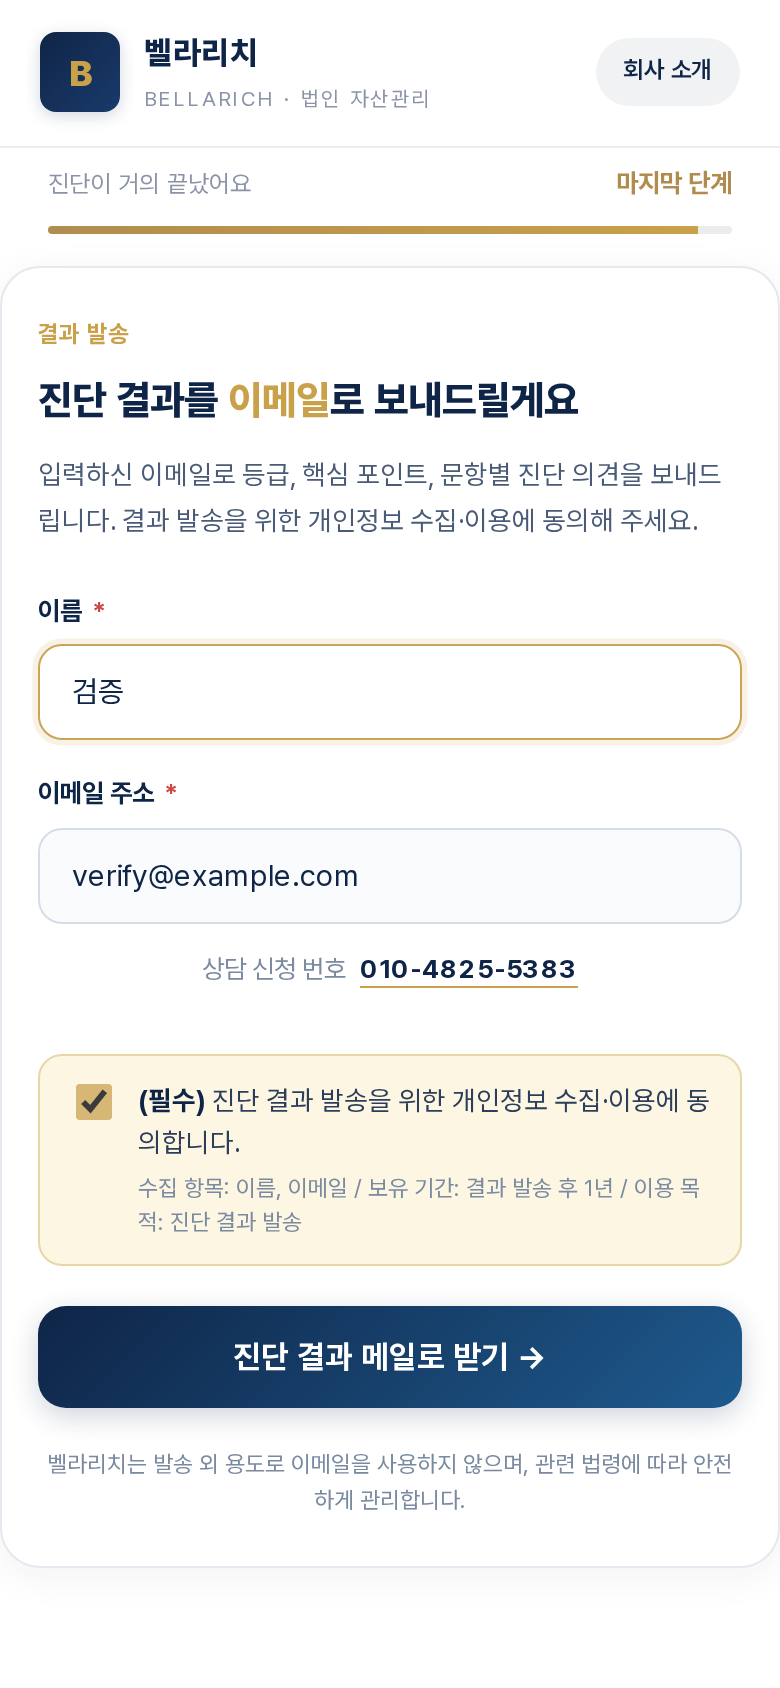 B
벨라리치
BELLARICH · 법인 자산관리
회사 소개
진단이 거의 끝났어요
마지막 단계
결과 발송
진단 결과를 이메일로 보내드릴게요
입력하신 이메일로 등급, 핵심 포인트, 문항별 진단 의견을 보내드
립니다. 결과 발송을 위한 개인정보 수집·이용에 동의해 주세요.
이름 *
검증
이메일 주소 *
verify@example.com
상담 신청 번호 010-4825-5383
(필수) 진단 결과 발송을 위한 개인정보 수집·이용에 동
의합니다.
수집 항목: 이름, 이메일 / 보유 기간: 결과 발송 후 1년 / 이용 목
적: 진단 결과 발송
진단 결과 메일로 받기 →
벨라리치는 발송 외 용도로 이메일을 사용하지 않으며, 관련 법령에 따라 안전
하게 관리합니다.